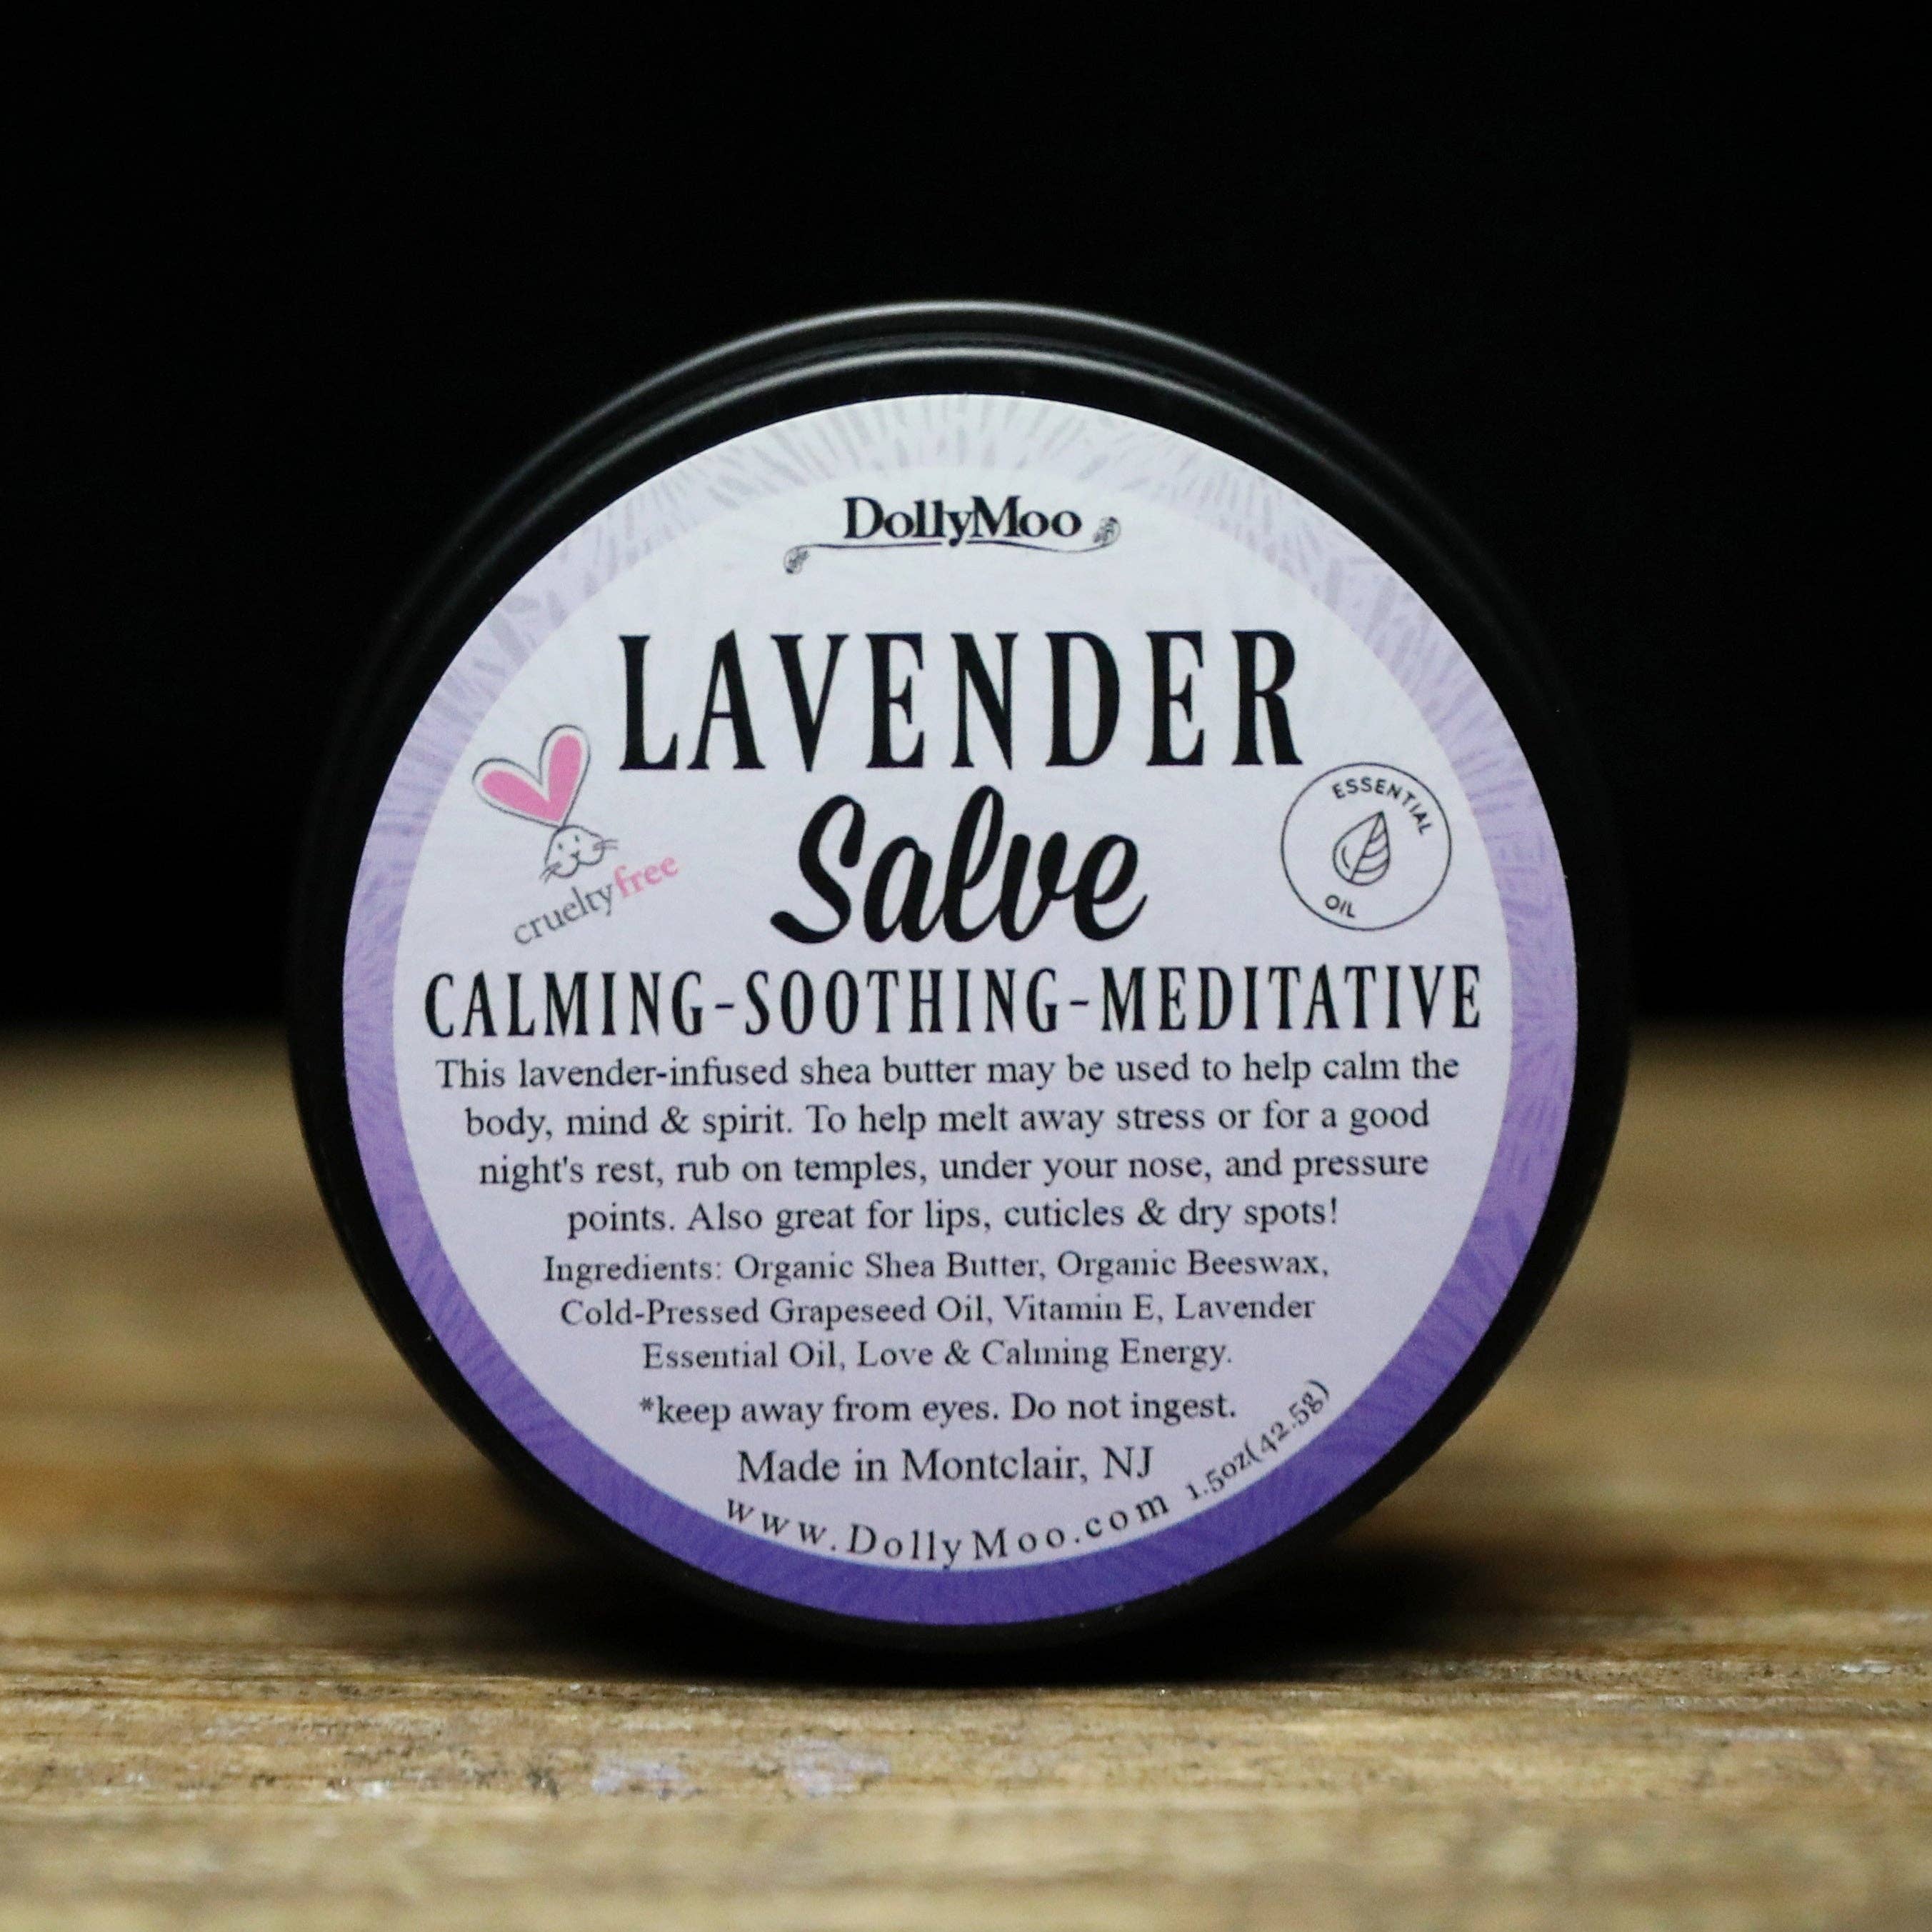 DollyMoo
LAVENDER
Salve
crueltyfree
ESSENTIAL
OIL
CALMING-SOOTHING-MEDITATIVE
This lavender-infused shea butter may be used to help calm the
body, mind & spirit. To help melt away stress or for a good
night's rest, rub on temples, under your nose, and pressure
points. Also great for lips, cuticles & dry spots!
Ingredients: Organic Shea Butter, Organic Beeswax,
Cold-Pressed Grapeseed Oil, Vitamin E, Lavender
Essential Oil, Love & Calming Energy.
*keep away from eyes. Do not ingest.
Made in Montclair, NJ
www.DollyMoo.com
1.5oz(42.5g)